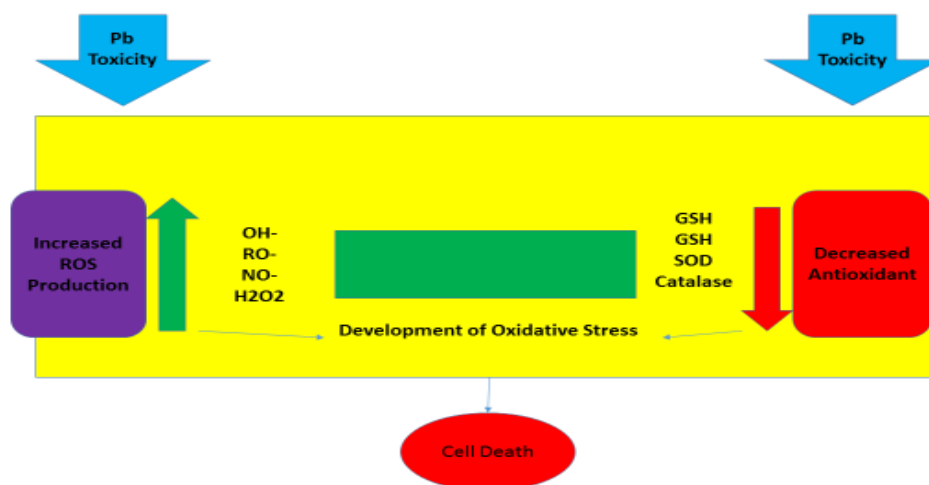 Pb
Toxicity
Pb
Toxicity
Increased
ROS
Production
OH-
RO-
NO-
H2O2
GSH
GSH
SOD
Catalase
Decreased
Antioxidant
Development of Oxidative Stress
Cell Death